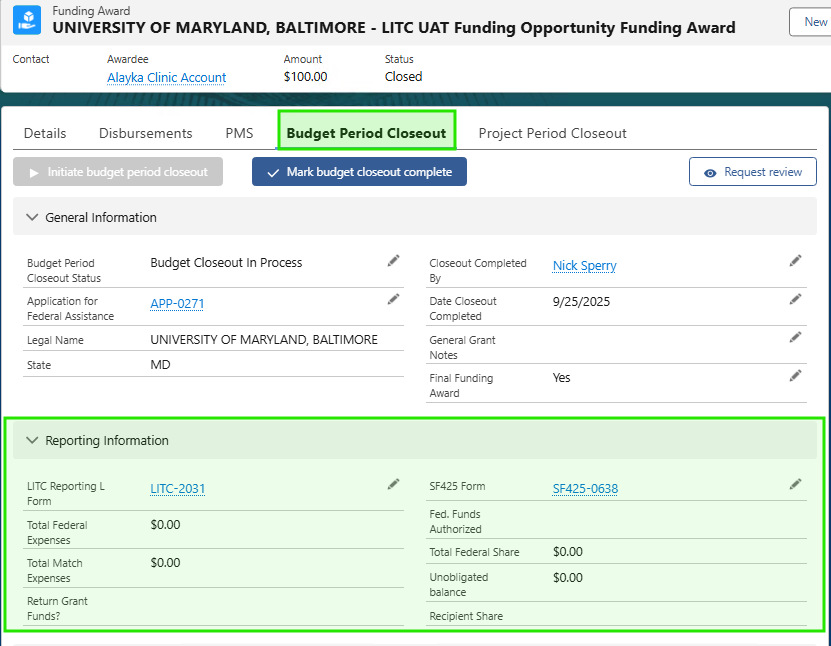 Funding Award
UNIVERSITY OF MARYLAND, BALTIMORE - LITC UAT Funding Opportunity Funding Award
New
Contact
Awardee
Amount
Status
Alayka Clinic Account
$100.00
Closed
Details
Disbursements
PMS
Budget Period Closeout
Project Period Closeout
Initiate budget period closeout
Mark budget closeout complete
Request review
General Information
Budget Period
Closeout Status
Budget Closeout In Process
Closeout Completed
By
Nick Sperry
Application for
Federal Assistance
APP-0271
Date Closeout
Completed
9/25/2025
Legal Name
UNIVERSITY OF MARYLAND, BALTIMORE
General Grant
Notes
State
MD
Final Funding
Award
Yes
Reporting Information
LITC Reporting L
Form
LITC-2031
SF425 Form
SF425-0638
Total Federal
Expenses
$0.00
Fed. Funds
Authorized
Total Match
Expenses
$0.00
Total Federal Share
$0.00
Unobligated
balance
$0.00
Return Grant
Funds?
Recipient Share